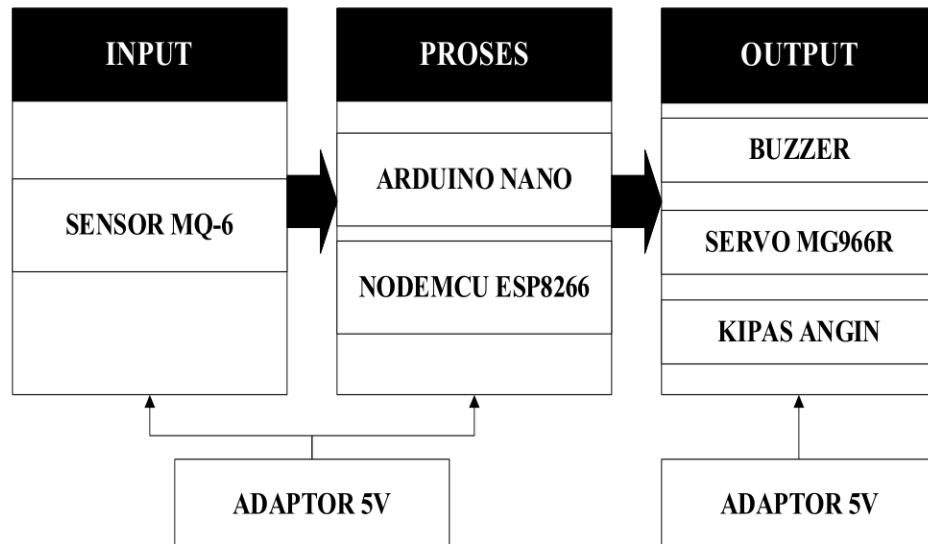 INPUT
SENSOR MQ-6
PROSES
ARDUINO NANO
NODEMCU ESP8266
OUTPUT
BUZZER
SERVO MG966R
KIPAS ANGIN
ADAPTOR 5V
ADAPTOR 5V